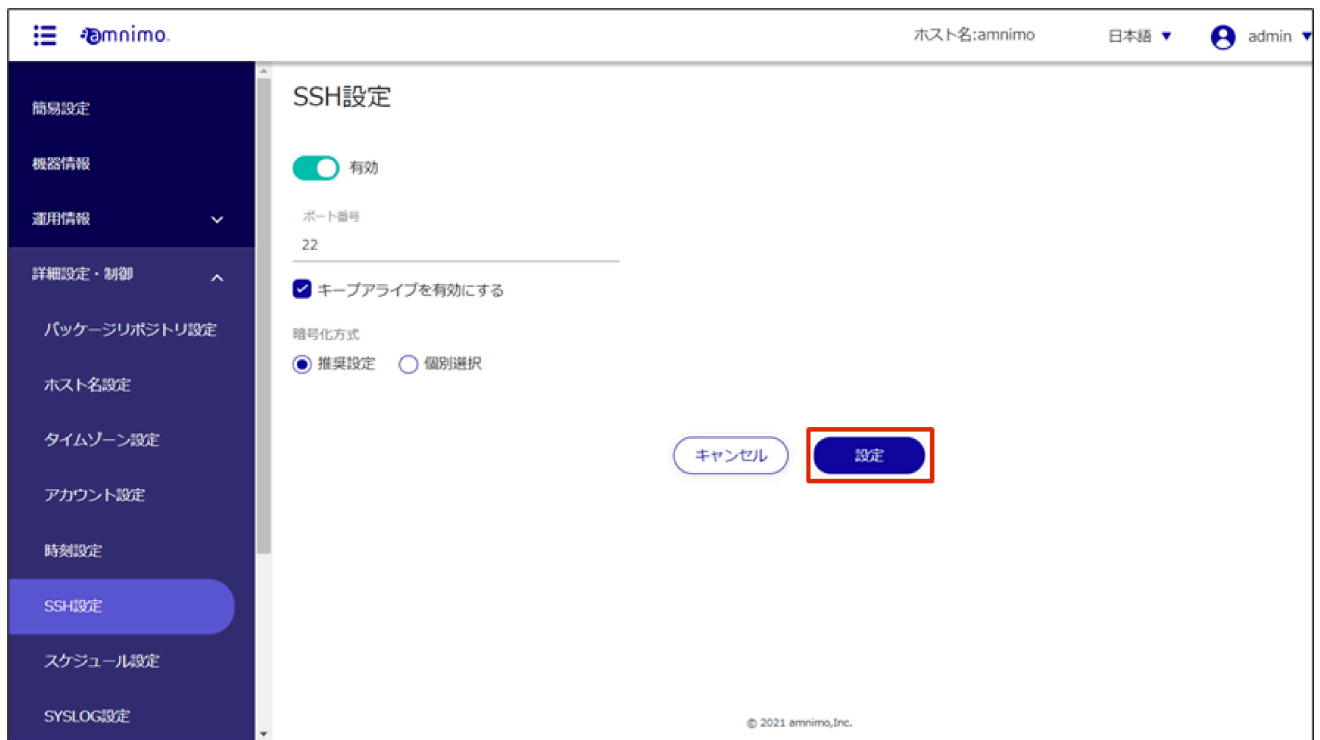 amnimo.
ホスト名:amnimo
日本語
admin
簡易設定
機器情報
運用情報
詳細設定・制御
パッケージリポジトリ設定
ホスト名設定
タイムゾーン設定
アカウント設定
時刻設定
SSH設定
スケジュール設定
SYSLOG設定
SSH設定
有効
ポート番号
22
キープアライブを有効にする
暗号化方式
推奨設定 個別選択
キャンセル 設定
© 2021 amnimo,Inc.